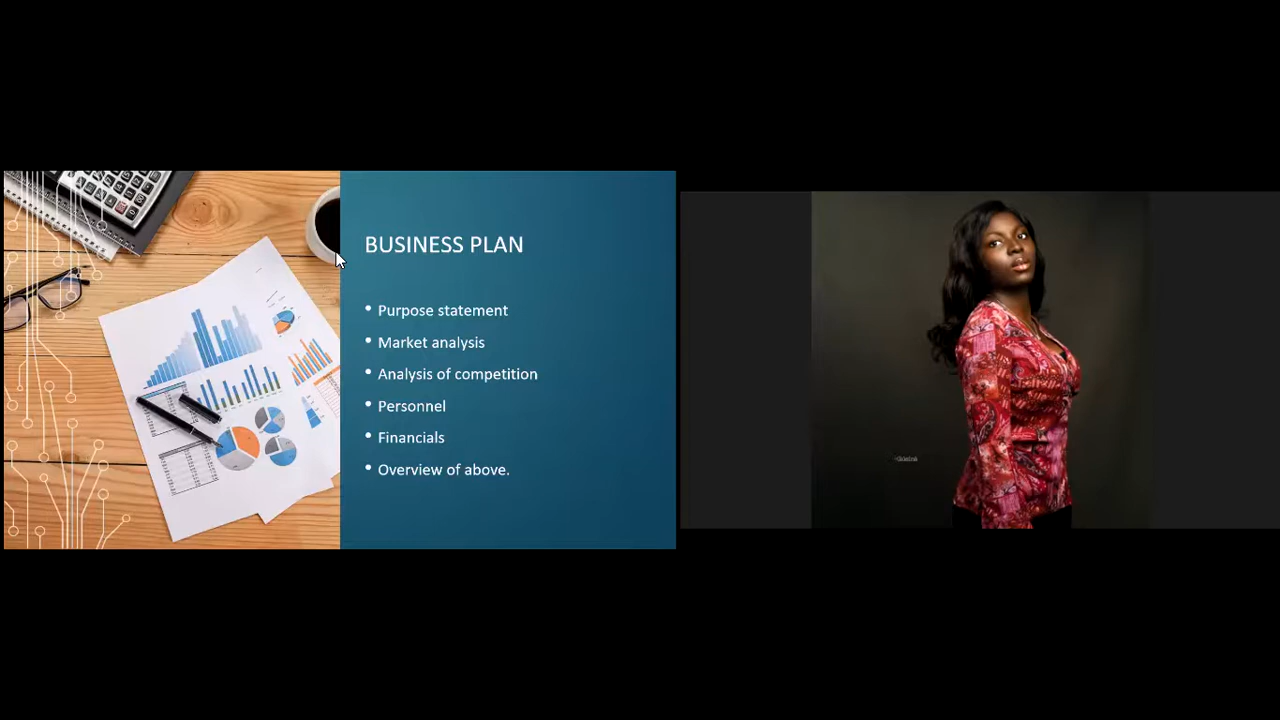 BUSINESS PLAN
• Purpose statement
• Market analysis
• Analysis of competition
• Personnel
• Financials
• Overview of above.